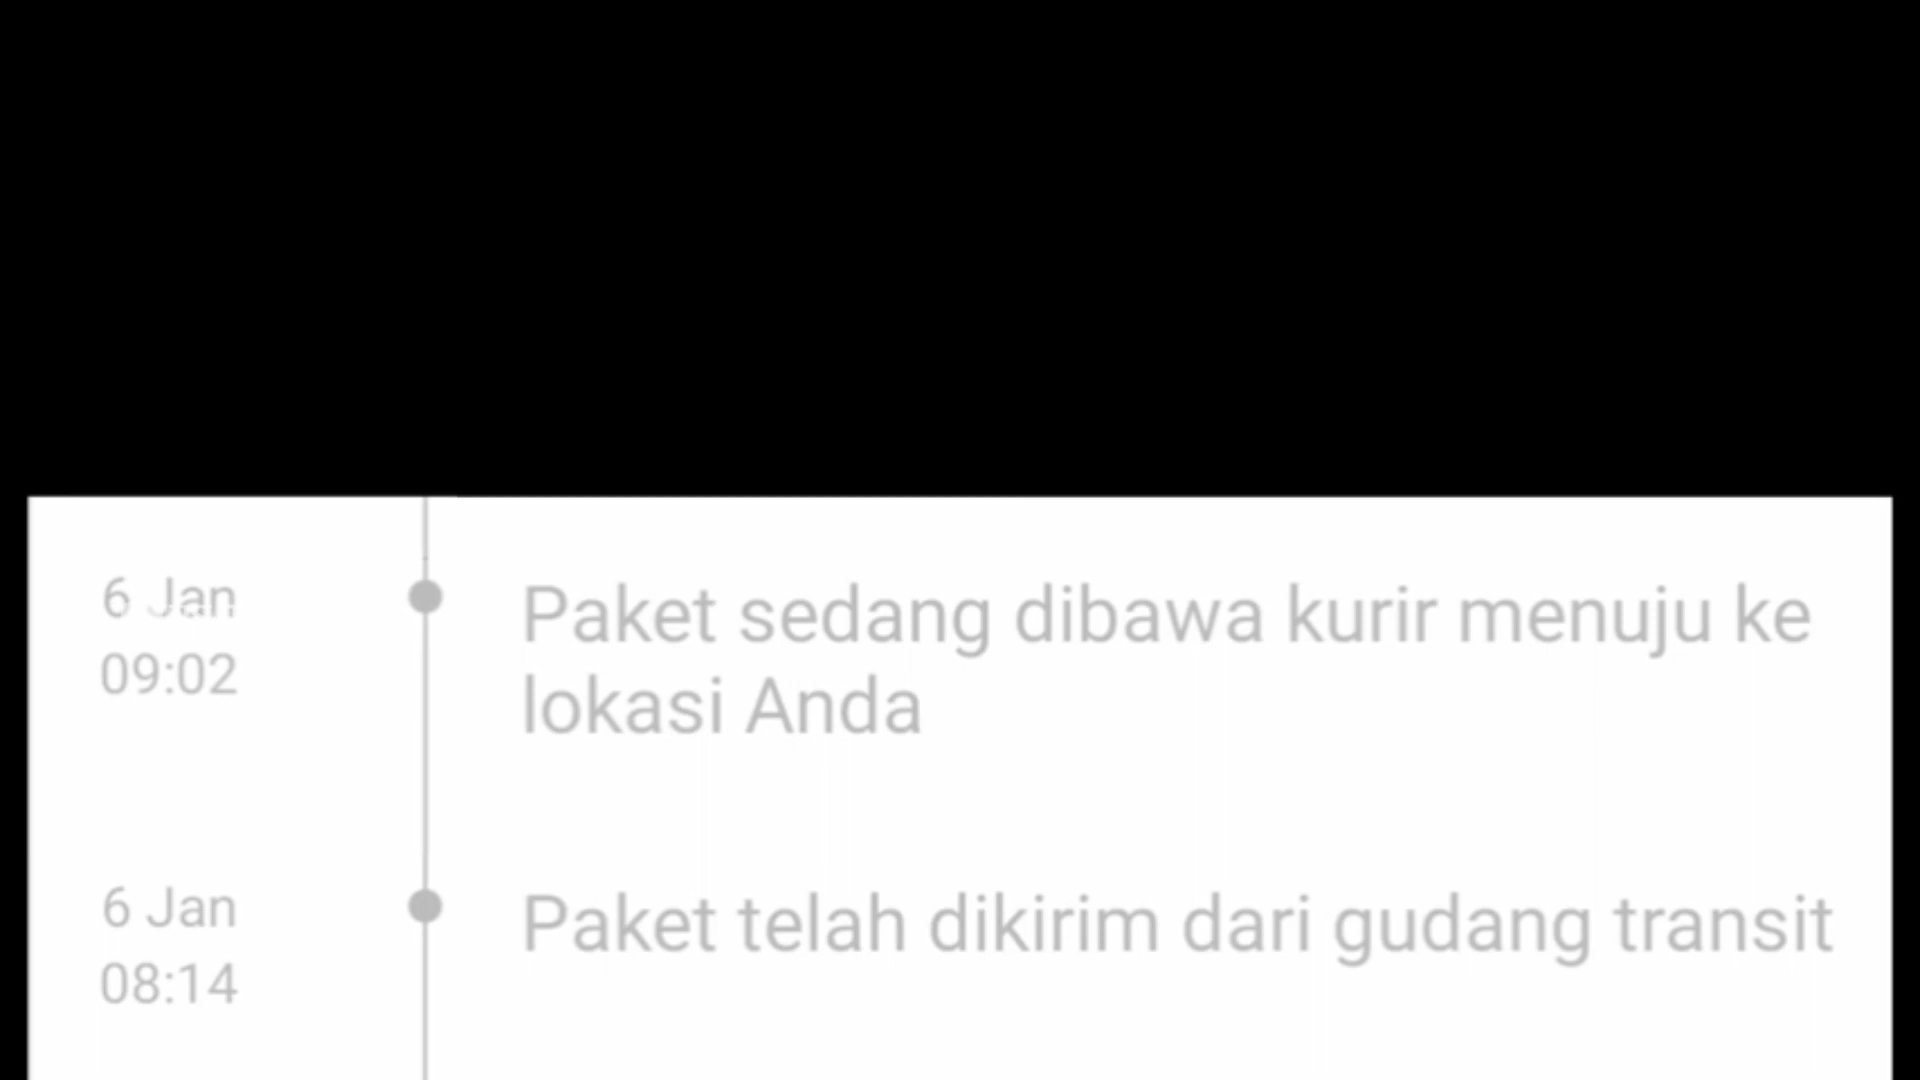 6 Jan
09:02
Paket sedang dibawa kurir menuju ke
lokasi Anda
6 Jan
08:14
Paket telah dikirim dari gudang transit